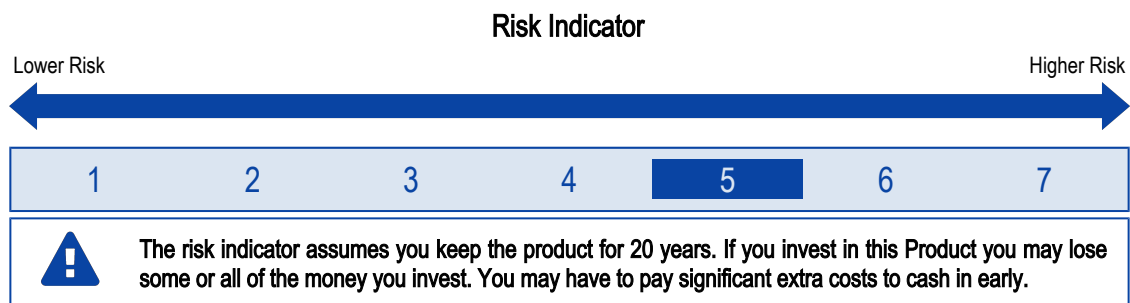 Risk Indicator
Lower Risk Higher Risk
1 2 3 4 5 6 7
The risk indicator assumes you keep the product for 20 years. If you invest in this Product you may lose
some or all of the money you invest. You may have to pay significant extra costs to cash in early.